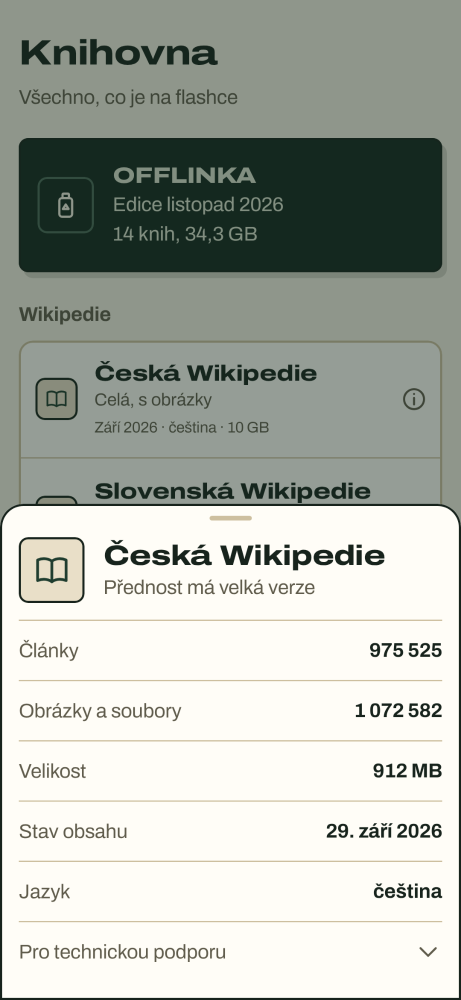 Knihovna
Všechno, co je na flashce
OFFLINKA
Edice listopad 2026
14 knih, 34,3 GB
Wikipedie
Česká Wikipedie
Celá, s obrázky
Září 2026 · čeština · 10 GB
Slovenská Wikipedie
Česká Wikipedie
Přednost má velká verze
Články 975 525
Obrázky a soubory 1 072 582
Velikost 912 MB
Stav obsahu 29. září 2026
Jazyk čeština
Pro technickou podporu